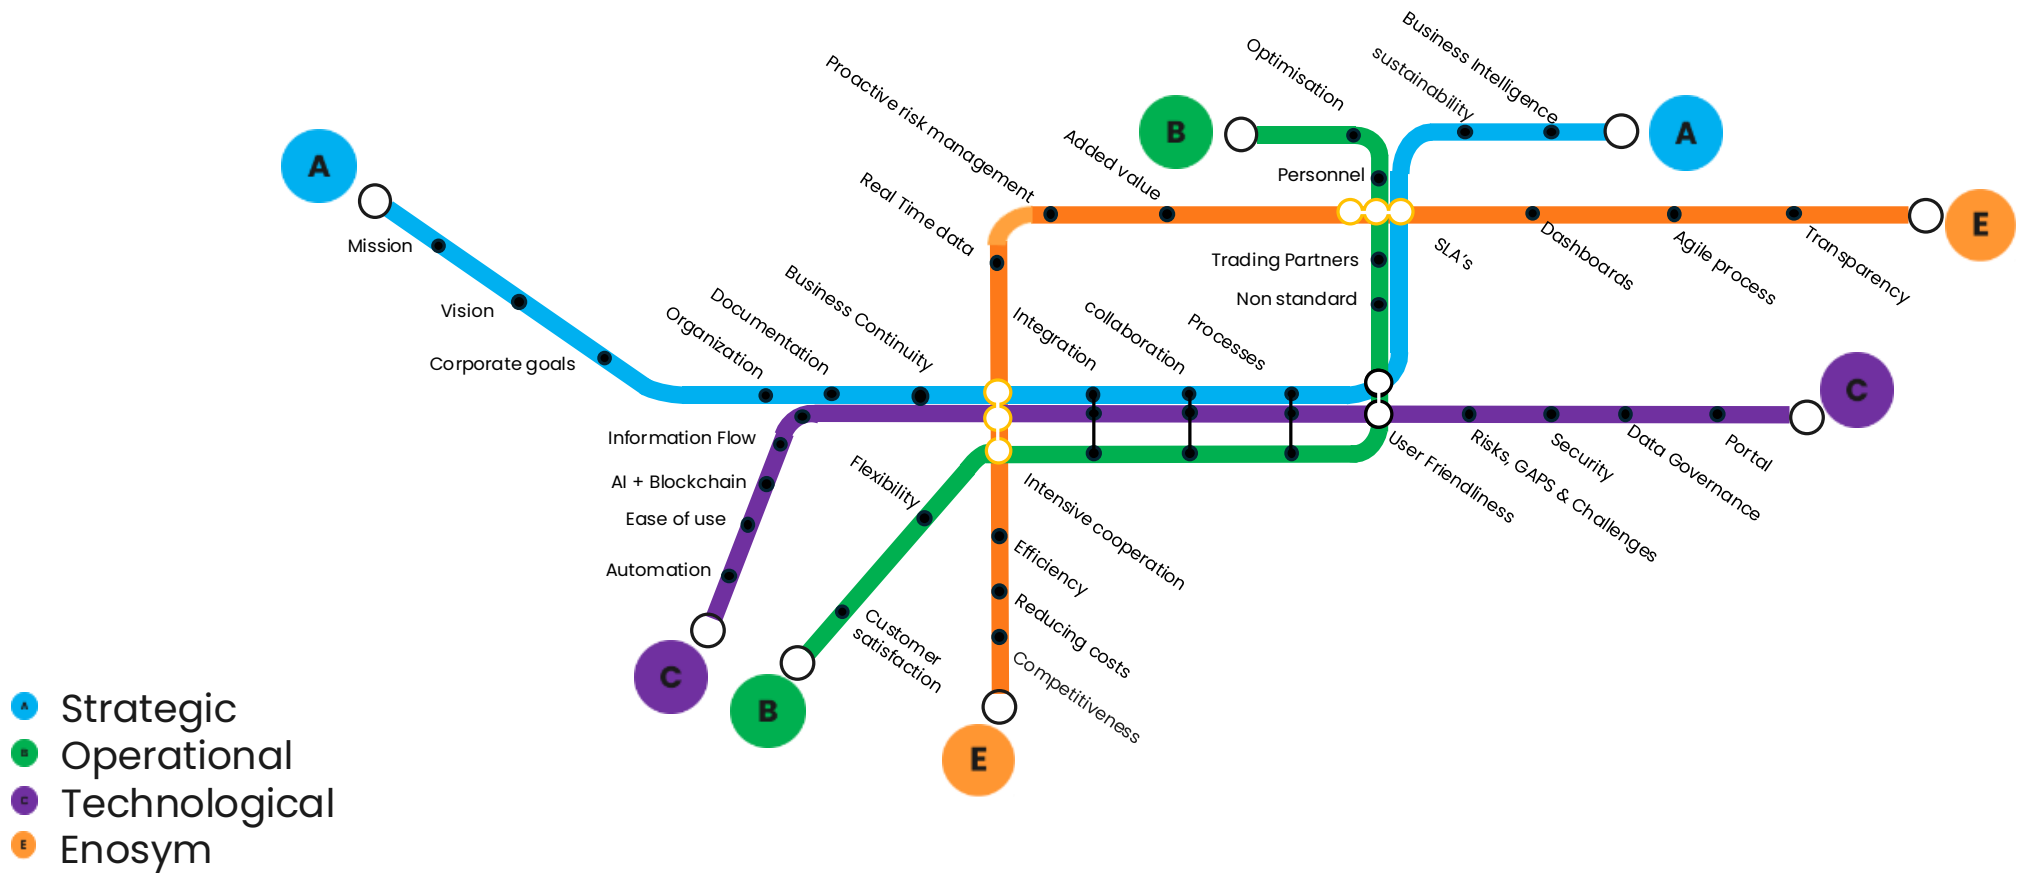 Business Intelligence
sustainability
Optimisation
Proactive risk management
Added value
Real Time data
B
A
A
E
Personnel
Mission
Vision
Corporate goals
Organization
Documentation
Business Continuity
Integration
collaboration
Processes
Trading Partners
Non standard
SLA's
Dashboards
Agile process
Transparency
C
Information Flow
AI + Blockchain
Ease of use
Automation
Flexibility
Customer
satisfaction
Intensive cooperation
Efficiency
Reducing costs
Competitiveness
User Friendliness
Risks, GAPS & Challenges
Security
Data Governance
Portal
C
B
E
A Strategic
B Operational
C Technological
E Enosym